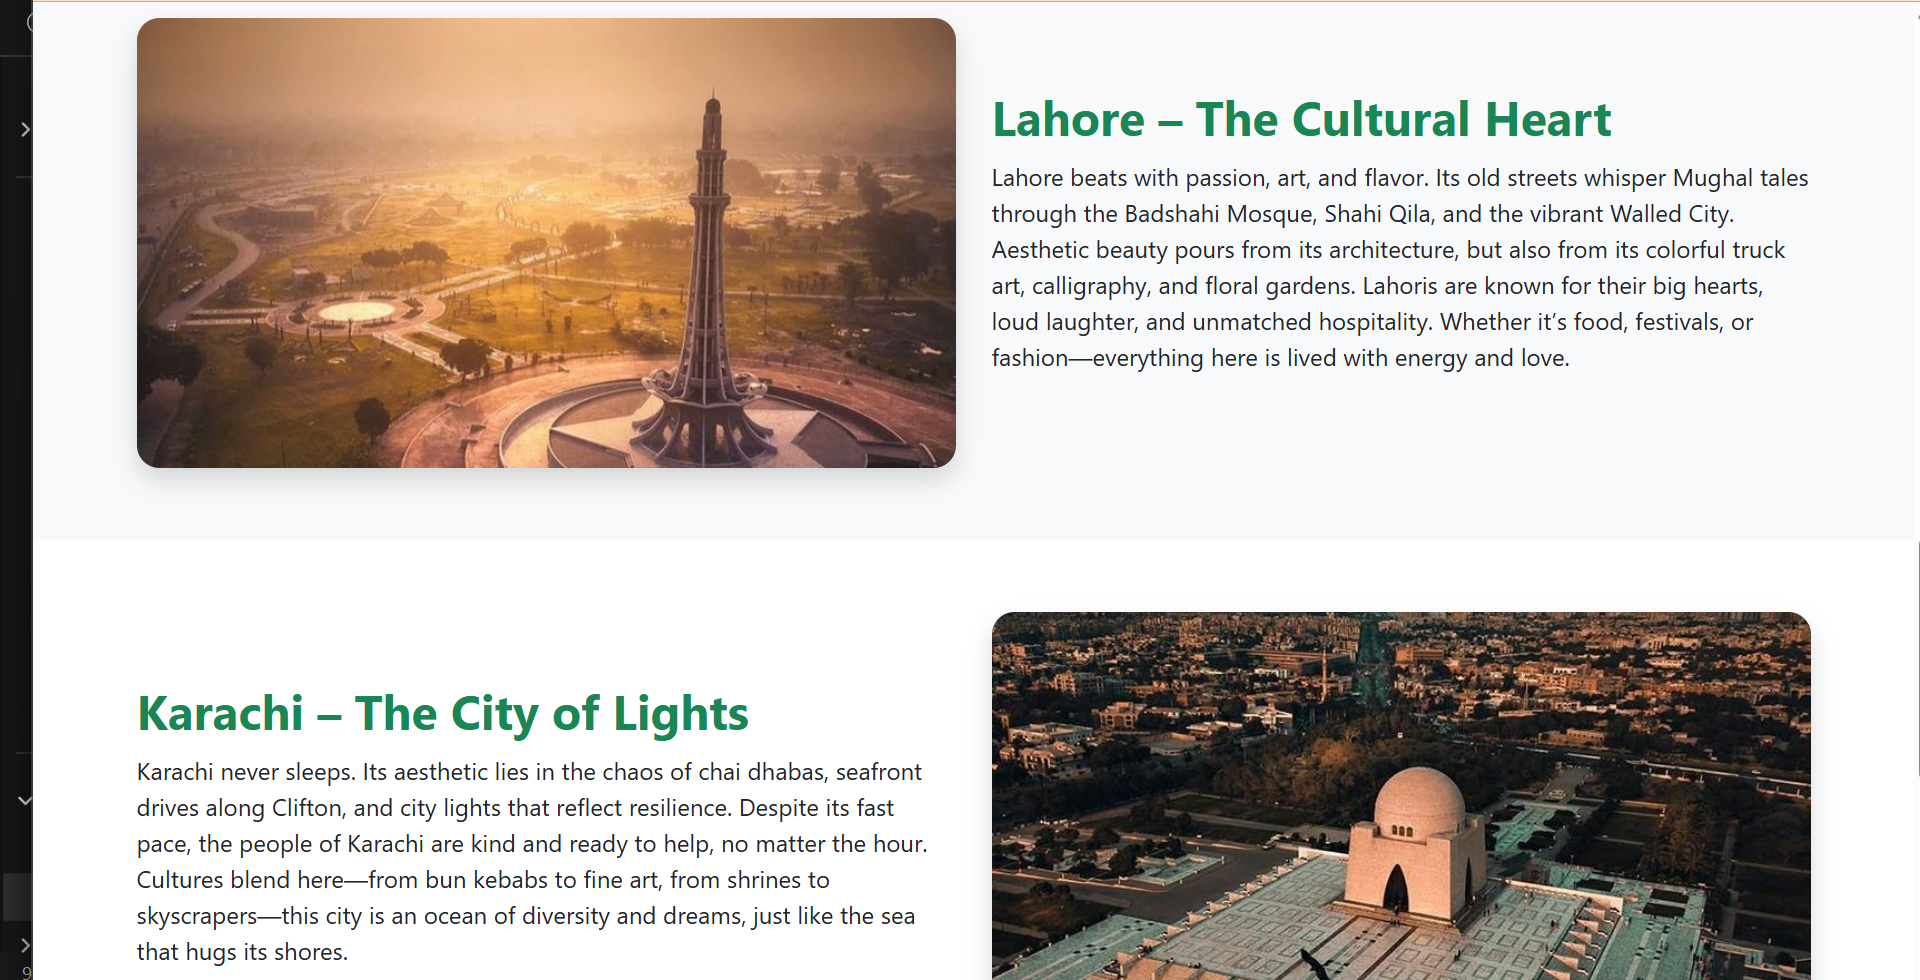 Lahore – The Cultural Heart
Lahore beats with passion, art, and flavor. Its old streets whisper Mughal tales
through the Badshahi Mosque, Shahi Qila, and the vibrant Walled City.
Aesthetic beauty pours from its architecture, but also from its colorful truck
art, calligraphy, and floral gardens. Lahoris are known for their big hearts,
loud laughter, and unmatched hospitality. Whether it’s food, festivals, or
fashion—everything here is lived with energy and love.
Karachi – The City of Lights
Karachi never sleeps. Its aesthetic lies in the chaos of chai dhabas, seafront
drives along Clifton, and city lights that reflect resilience. Despite its fast
pace, the people of Karachi are kind and ready to help, no matter the hour.
Cultures blend here—from bun kebabs to fine art, from shrines to
skyscrapers—this city is an ocean of diversity and dreams, just like the sea
that hugs its shores.
9